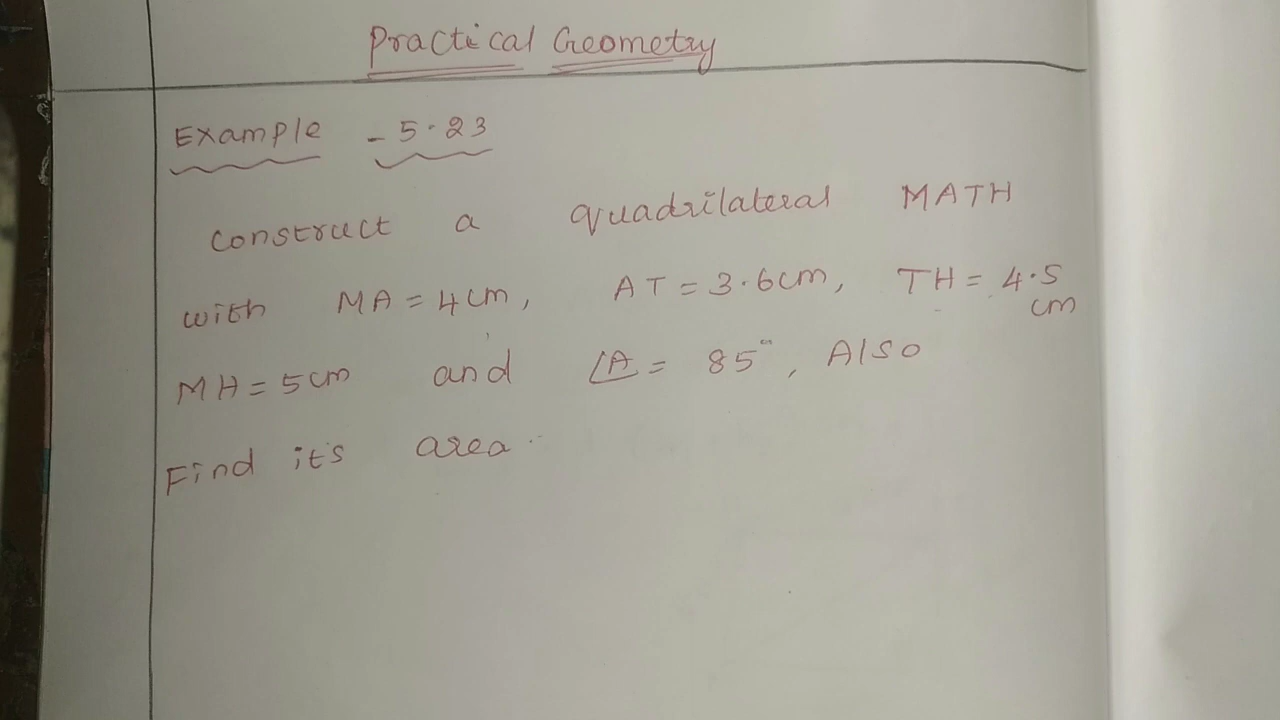 Practical Geometry
Example - 5.23
Construct a quadrilateral MATH
with MA = 4cm, AT = 3.6cm, TH = 4.5
cm
MH = 5cm and ∠A = 85°, Also
Find it's area.